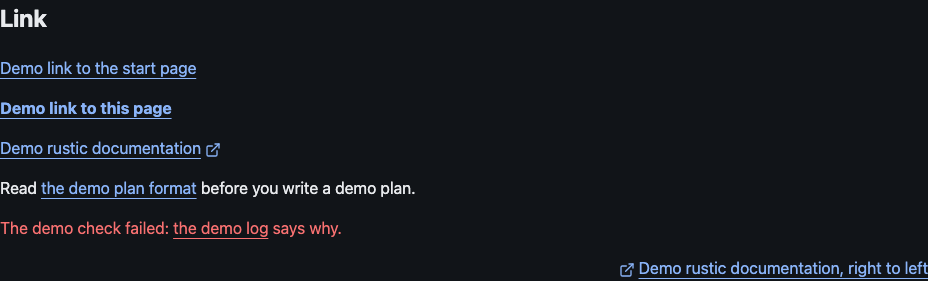 Link
Demo link to the start page
Demo link to this page
Demo rustic documentation
Read the demo plan format before you write a demo plan.
The demo check failed: the demo log says why.
Demo rustic documentation, right to left